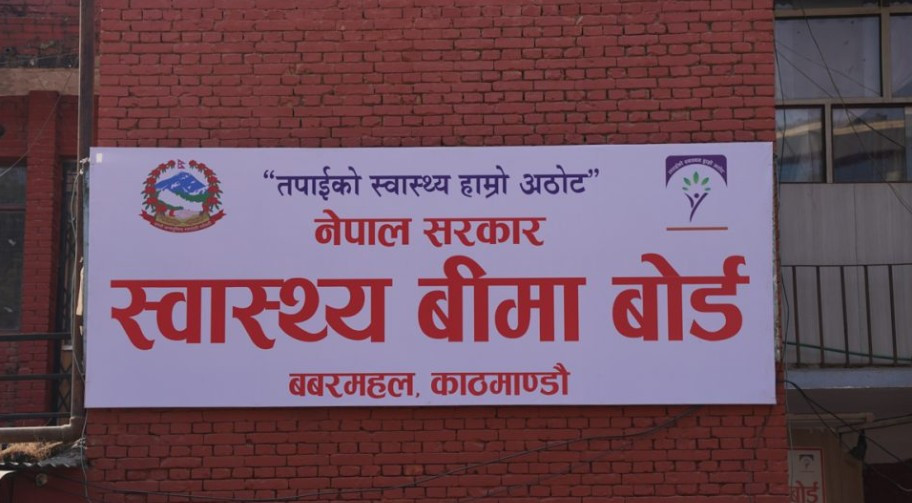 “तपाईको स्वास्थ्य हाम्रो अठोट”
नेपाल सरकार
स्वास्थ्य बीमा बोर्ड
बबरमहल, काठमाण्डौ
बोर्ड